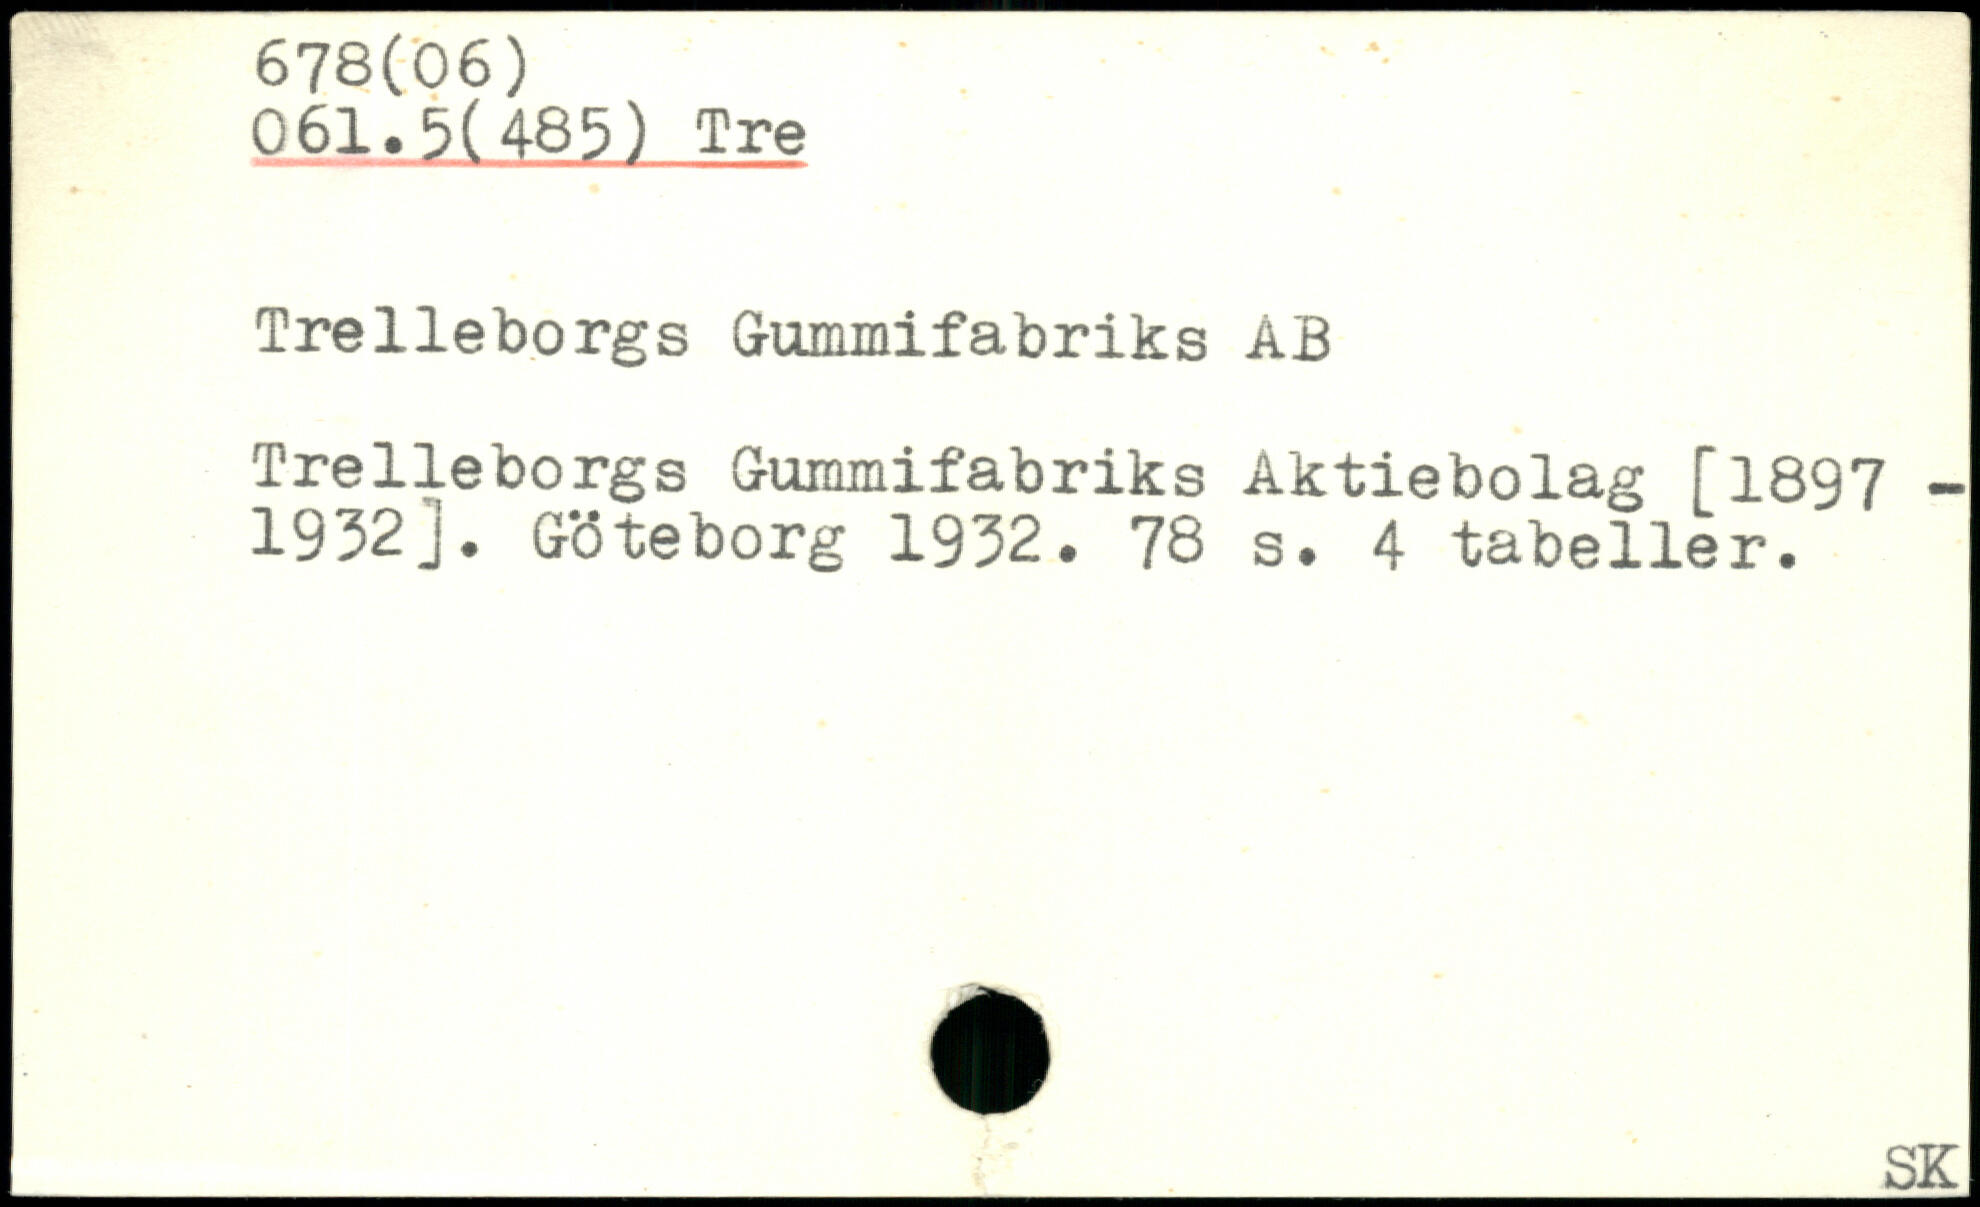 678(06)
061.5(485) Tre
Trelleborgs Gummifabriks AB
Trelleborgs Gummifabriks Aktiebolag [1897 -
1932]. Göteborg 1932. 78 s. 4 tabeller.
SK